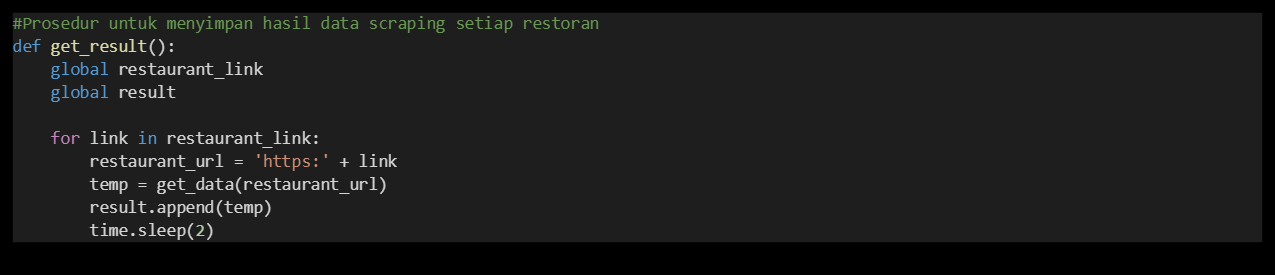 #Prosedur untuk menyimpan hasil data scraping setiap restoran
def get_result():
    global restaurant_link
    global result

    for link in restaurant_link:
        restaurant_url = 'https:' + link
        temp = get_data(restaurant_url)
        result.append(temp)
        time.sleep(2)